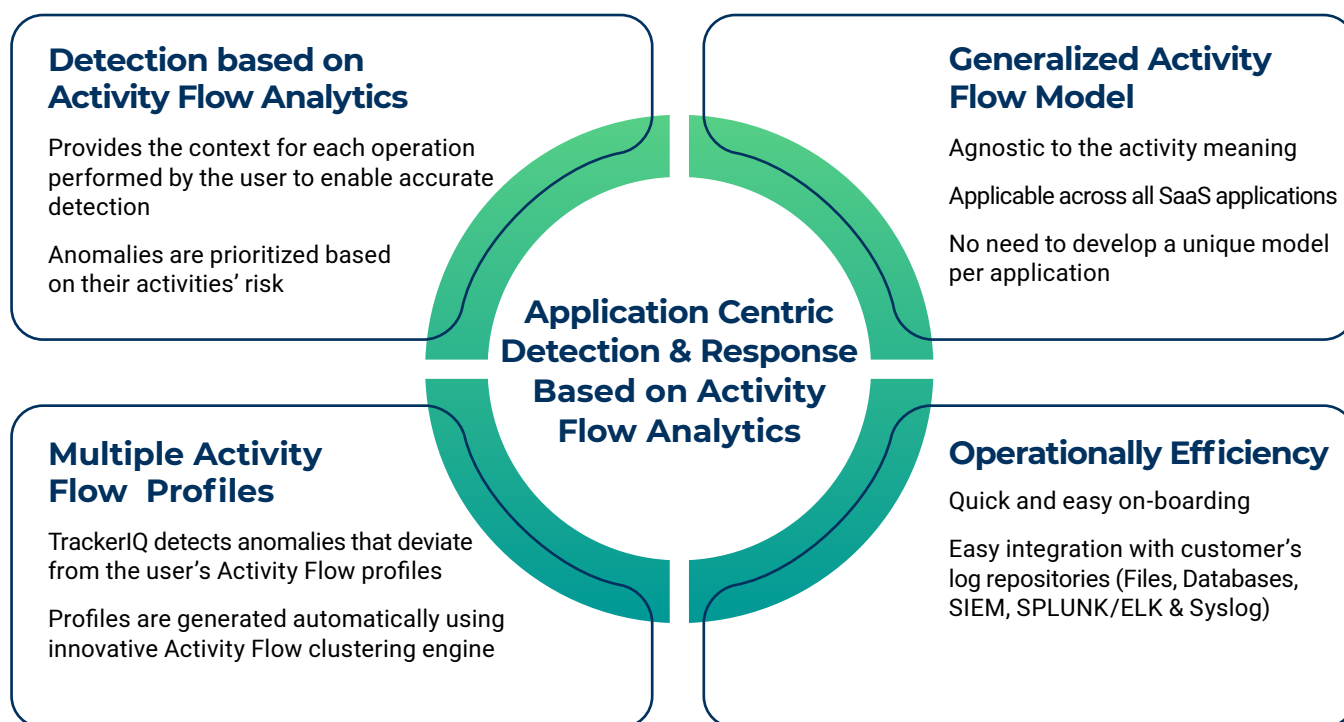 Detection based on
Activity Flow Analytics
Provides the context for each operation
performed by the user to enable accurate
detection
Anomalies are prioritized based
on their activities’ risk
Generalized Activity
Flow Model
Agnostic to the activity meaning
Applicable across all SaaS applications
No need to develop a unique model
per application
Application Centric
Detection & Response
Based on Activity
Flow Analytics
Multiple Activity
Flow Profiles
TrackerIQ detects anomalies that deviate
from the user’s Activity Flow profiles
Profiles are generated automatically using
innovative Activity Flow clustering engine
Operationally Efficiency
Quick and easy on-boarding
Easy integration with customer’s
log repositories (Files, Databases,
SIEM, SPLUNK/ELK & Syslog)